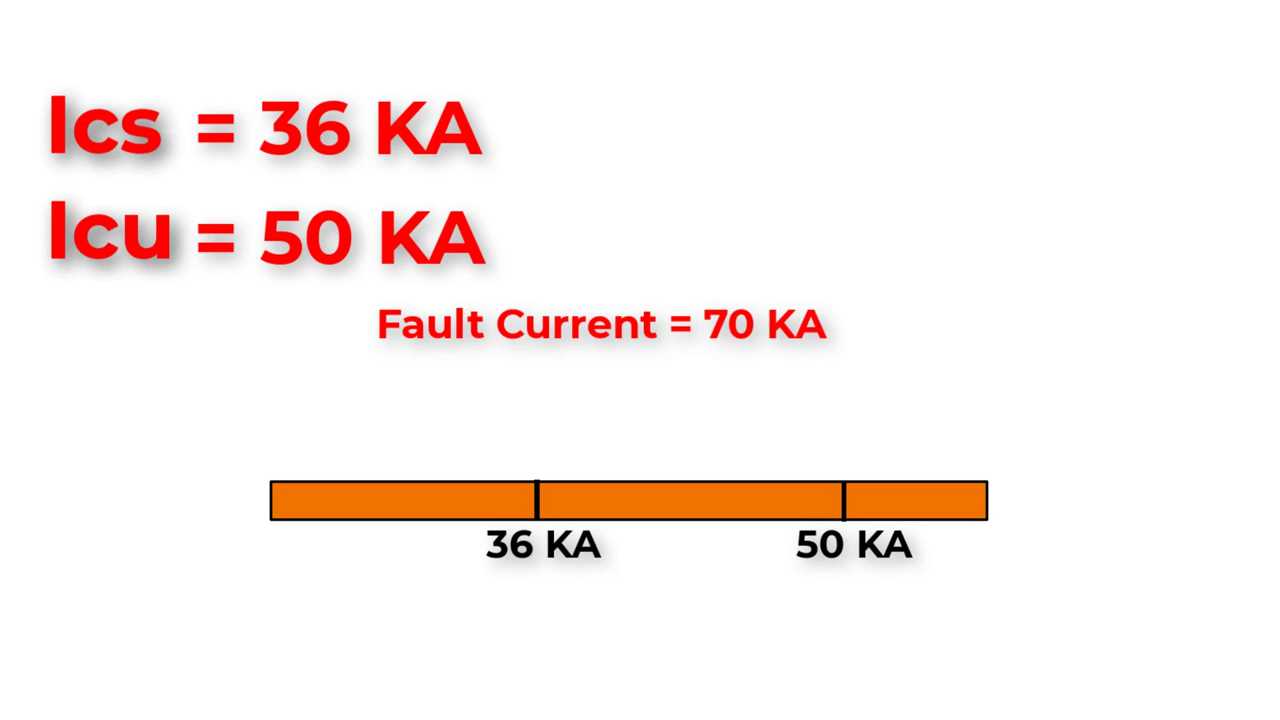 Ics = 36 KA
Icu = 50 KA
Fault Current = 70 KA
36 KA 50 KA